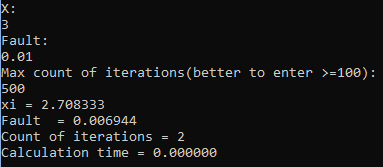 X:
3
Fault:
0.01
Max count of iterations(better to enter >=100):
500
xi = 2.708333
Fault  = 0.006944
Count of iterations = 2
Calculation time = 0.000000